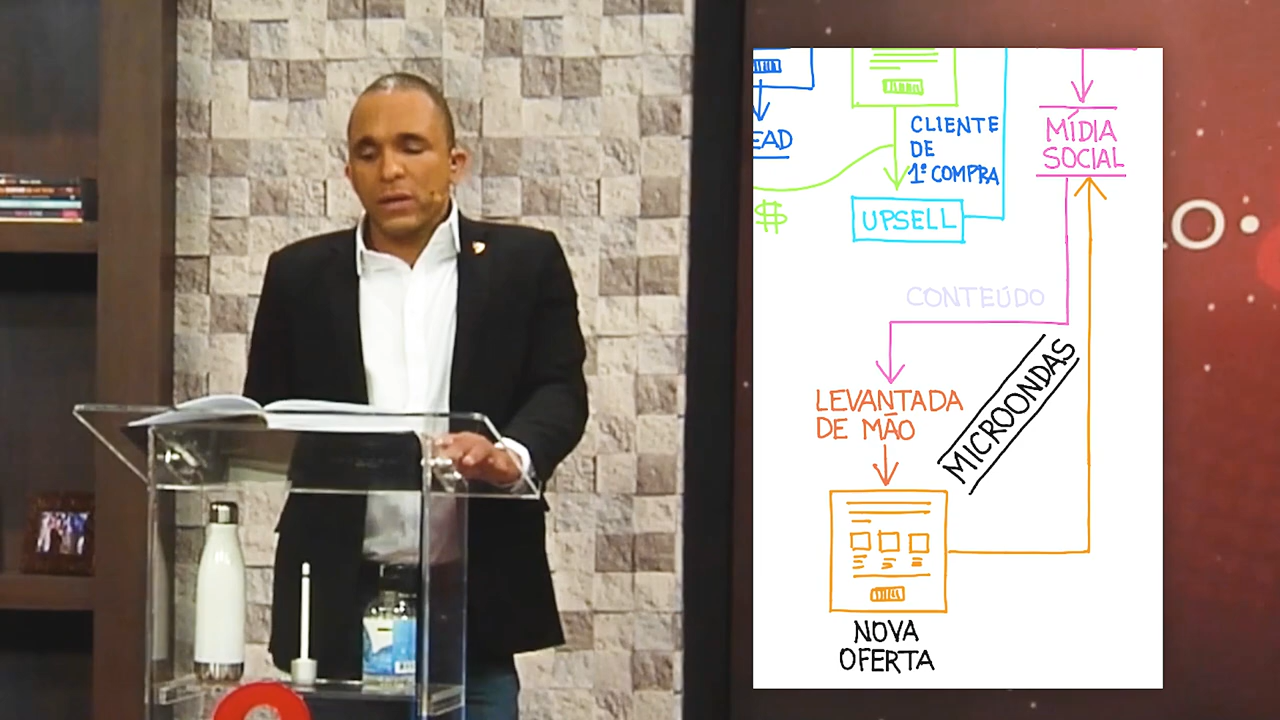 EAD
$
CLIENTE
DE
1ª COMPRA
UPSELL
MÍDIA
SOCIAL
CONTEÚDO
LEVANTADA
DE MÃO
MICROONDAS
NOVA
OFERTA